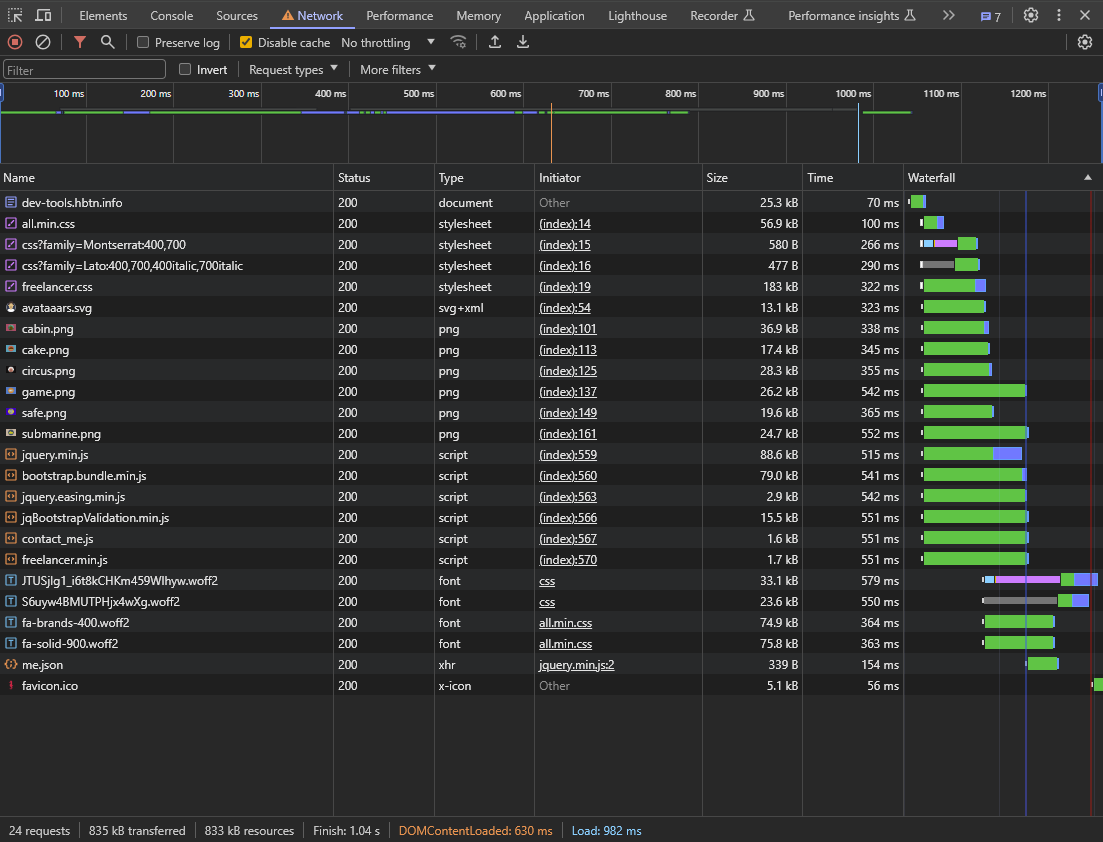 Elements Console Sources Network Performance Memory Application Lighthouse Recorder Performance insights 7
Preserve log Disable cache No throttling
Filter Invert Request types More filters
100 ms 200 ms 300 ms 400 ms 500 ms 600 ms 700 ms 800 ms 900 ms 1000 ms 1100 ms 1200 ms
Name Status Type Initiator Size Time Waterfall
dev-tools.hbtn.info 200 document Other 25.3 kB 70 ms
all.min.css 200 stylesheet (index):14 56.9 kB 100 ms
css?family=Montserrat:400,700 200 stylesheet (index):15 580 B 266 ms
css?family=Lato:400,700,400italic,700italic 200 stylesheet (index):16 477 B 290 ms
freelancer.css 200 stylesheet (index):19 183 kB 322 ms
avataaars.svg 200 svg+xml (index):54 13.1 kB 323 ms
cabin.png 200 png (index):101 36.9 kB 338 ms
cake.png 200 png (index):113 17.4 kB 345 ms
circus.png 200 png (index):125 28.3 kB 355 ms
game.png 200 png (index):137 26.2 kB 542 ms
safe.png 200 png (index):149 19.6 kB 365 ms
submarine.png 200 png (index):161 24.7 kB 552 ms
jquery.min.js 200 script (index):559 88.6 kB 515 ms
bootstrap.bundle.min.js 200 script (index):560 79.0 kB 541 ms
jquery.easing.min.js 200 script (index):563 2.9 kB 542 ms
jqBootstrapValidation.min.js 200 script (index):566 15.5 kB 551 ms
contact_me.js 200 script (index):567 1.6 kB 551 ms
freelancer.min.js 200 script (index):570 1.7 kB 551 ms
JTUSjIg1_i6t8kCHKm459Wlhyw.woff2 200 font css 33.1 kB 579 ms
S6uyw4BMUTPHjx4wXg.woff2 200 font css 23.6 kB 550 ms
fa-brands-400.woff2 200 font all.min.css 74.9 kB 364 ms
fa-solid-900.woff2 200 font all.min.css 75.8 kB 363 ms
me.json 200 xhr jquery.min.js:2 339 B 154 ms
favicon.ico 200 x-icon Other 5.1 kB 56 ms
24 requests 835 kB transferred 833 kB resources Finish: 1.04 s DOMContentLoaded: 630 ms Load: 982 ms